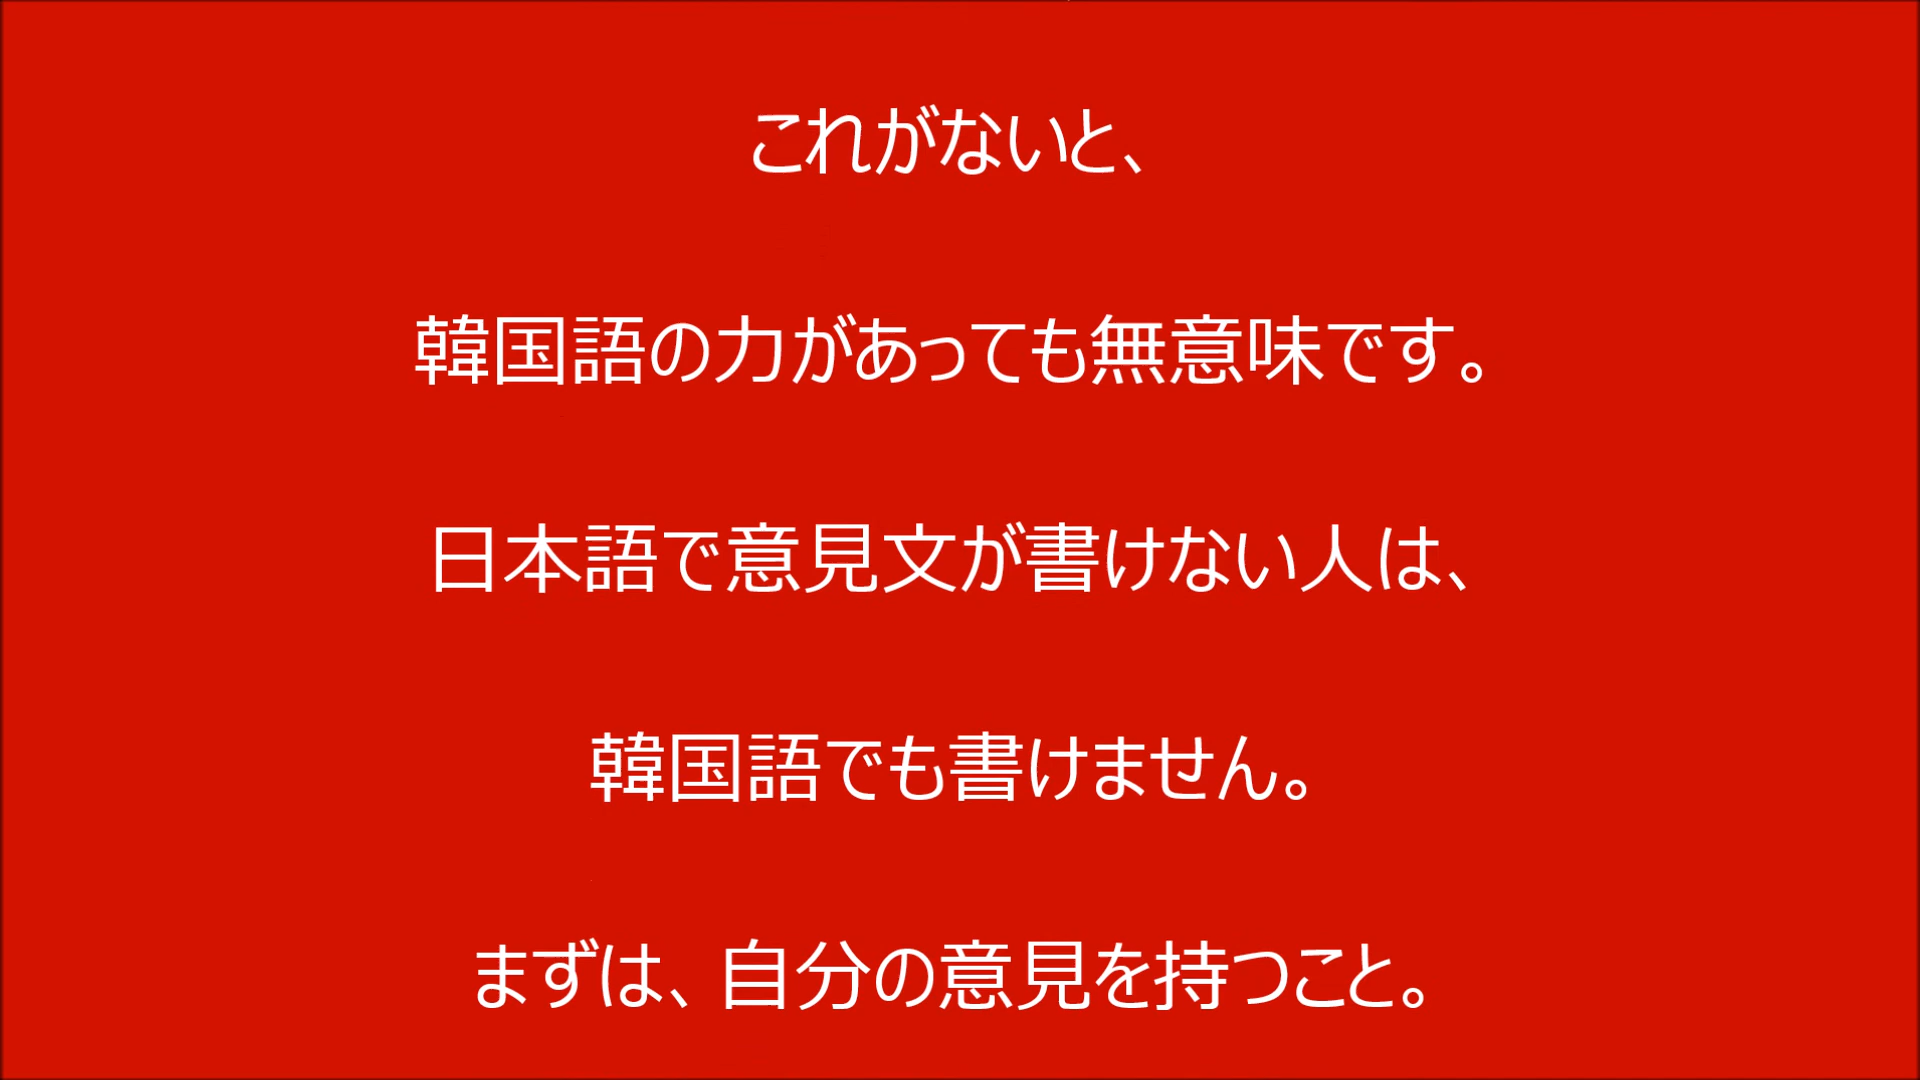 これがないと、
韓国語の力があっても無意味です。
日本語で意見文が書けない人は、
韓国語でも書けません。
まずは、自分の意見を持つこと。